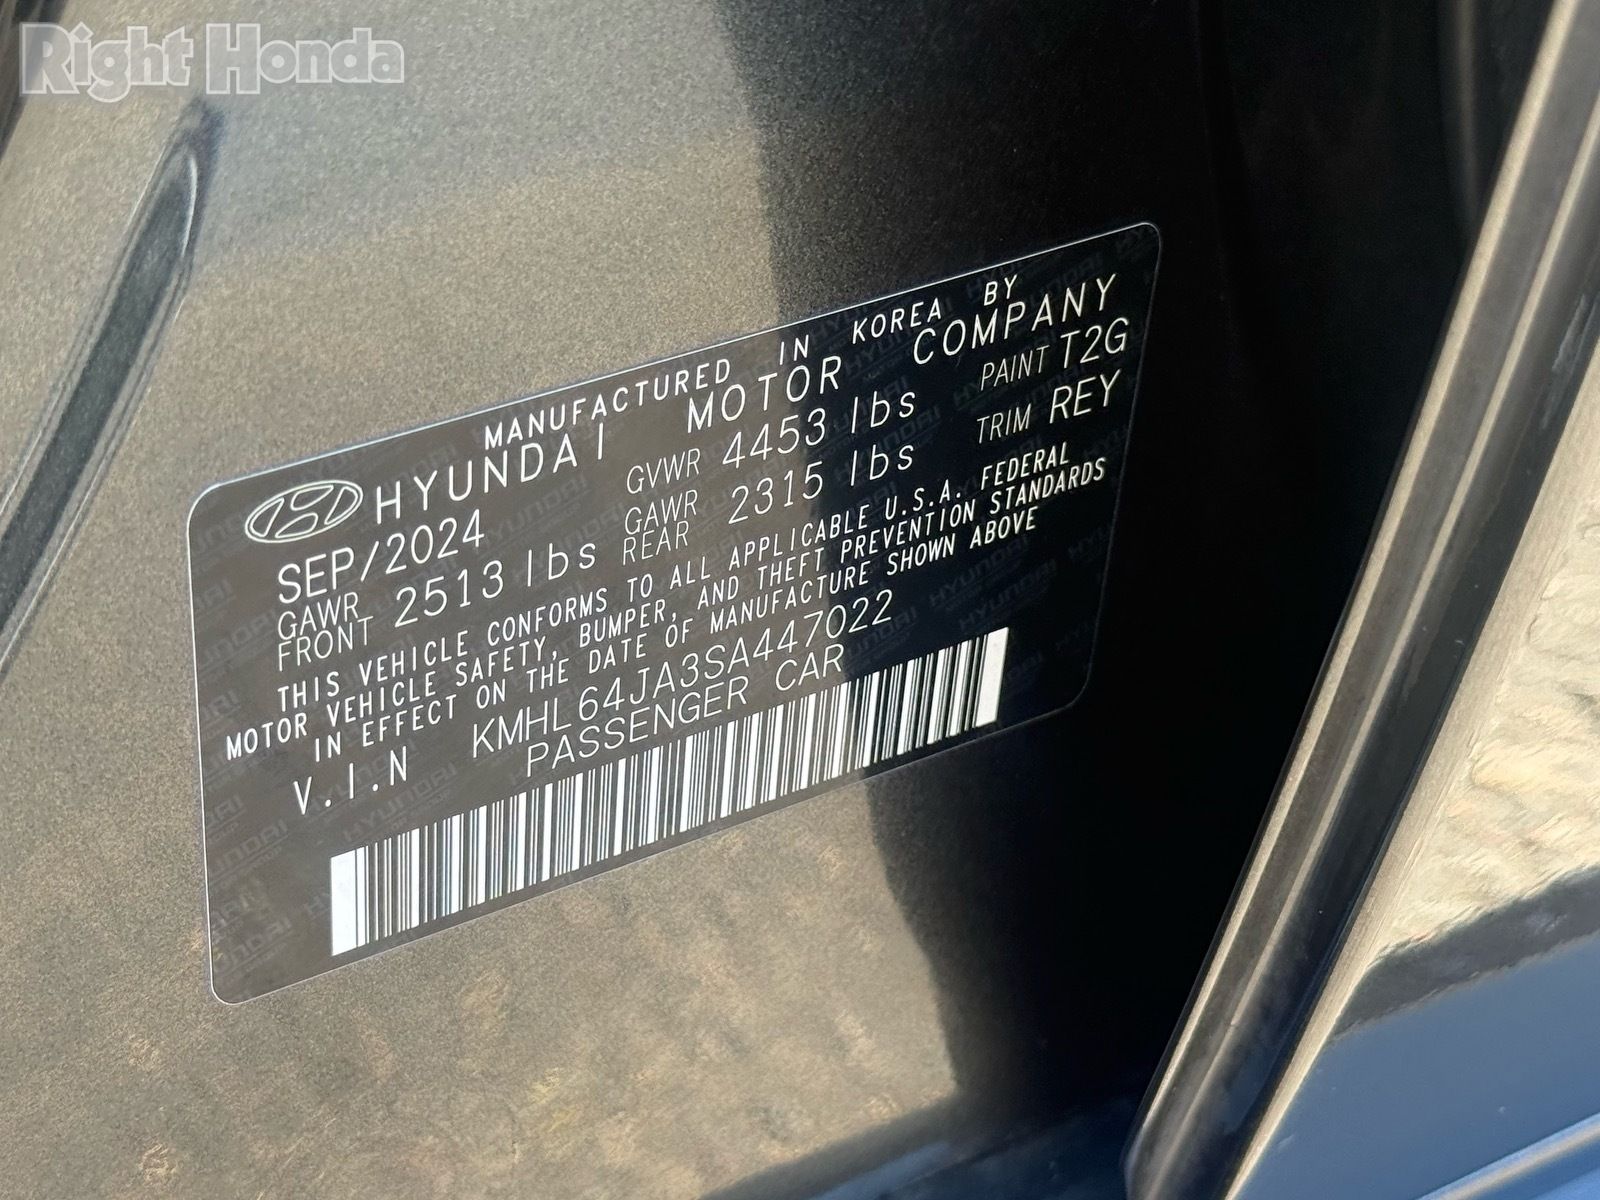 Right Honda
MANUFACTURED IN KOREA BY
HYUNDAI MOTOR COMPANY
SEP/2024 GVWR 4453 lbs PAINT T2G
GAWR FRONT 2513 lbs GAWR REAR 2315 lbs TRIM REY
THIS VEHICLE CONFORMS TO ALL APPLICABLE U.S.A. FEDERAL
MOTOR VEHICLE SAFETY, BUMPER, AND THEFT PREVENTION STANDARDS
IN EFFECT ON THE DATE OF MANUFACTURE SHOWN ABOVE
V.I.N KMHL64JA3SA447022
PASSENGER CAR